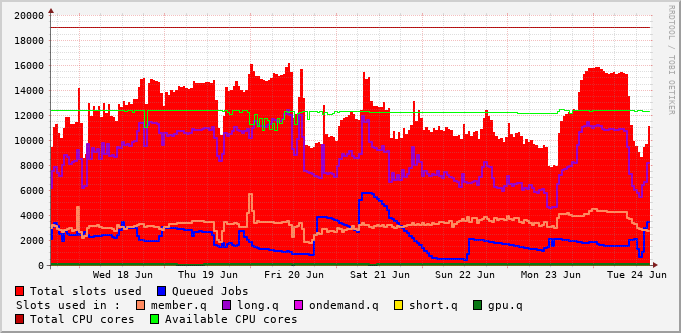 20000
18000
16000
14000
12000
10000
8000
6000
4000
2000
0
Wed 18 Jun Thu 19 Jun Fri 20 Jun Sat 21 Jun Sun 22 Jun Mon 23 Jun Tue 24 Jun
Total slots used Queued Jobs
Slots used in : member.q long.q ondemand.q short.q gpu.q
Total CPU cores Available CPU cores
RRDTOOL / TOBI OETIKER